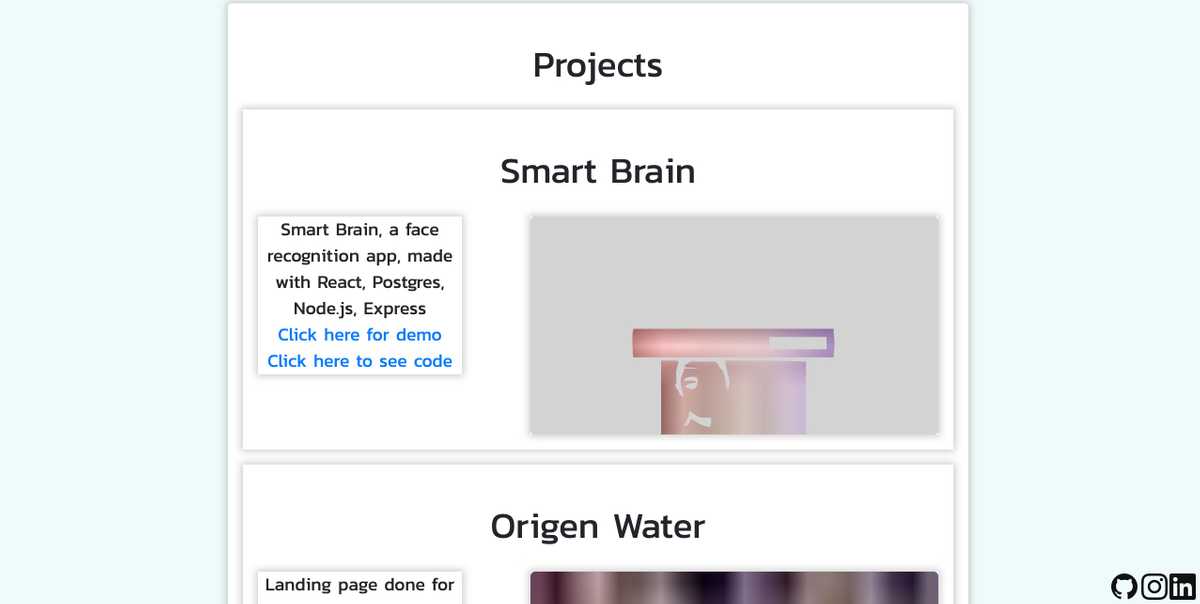 Projects
Smart Brain
Smart Brain, a face
recognition app, made
with React, Postgres,
Node.js, Express
Click here for demo
Click here to see code
Origen Water
Landing page done for